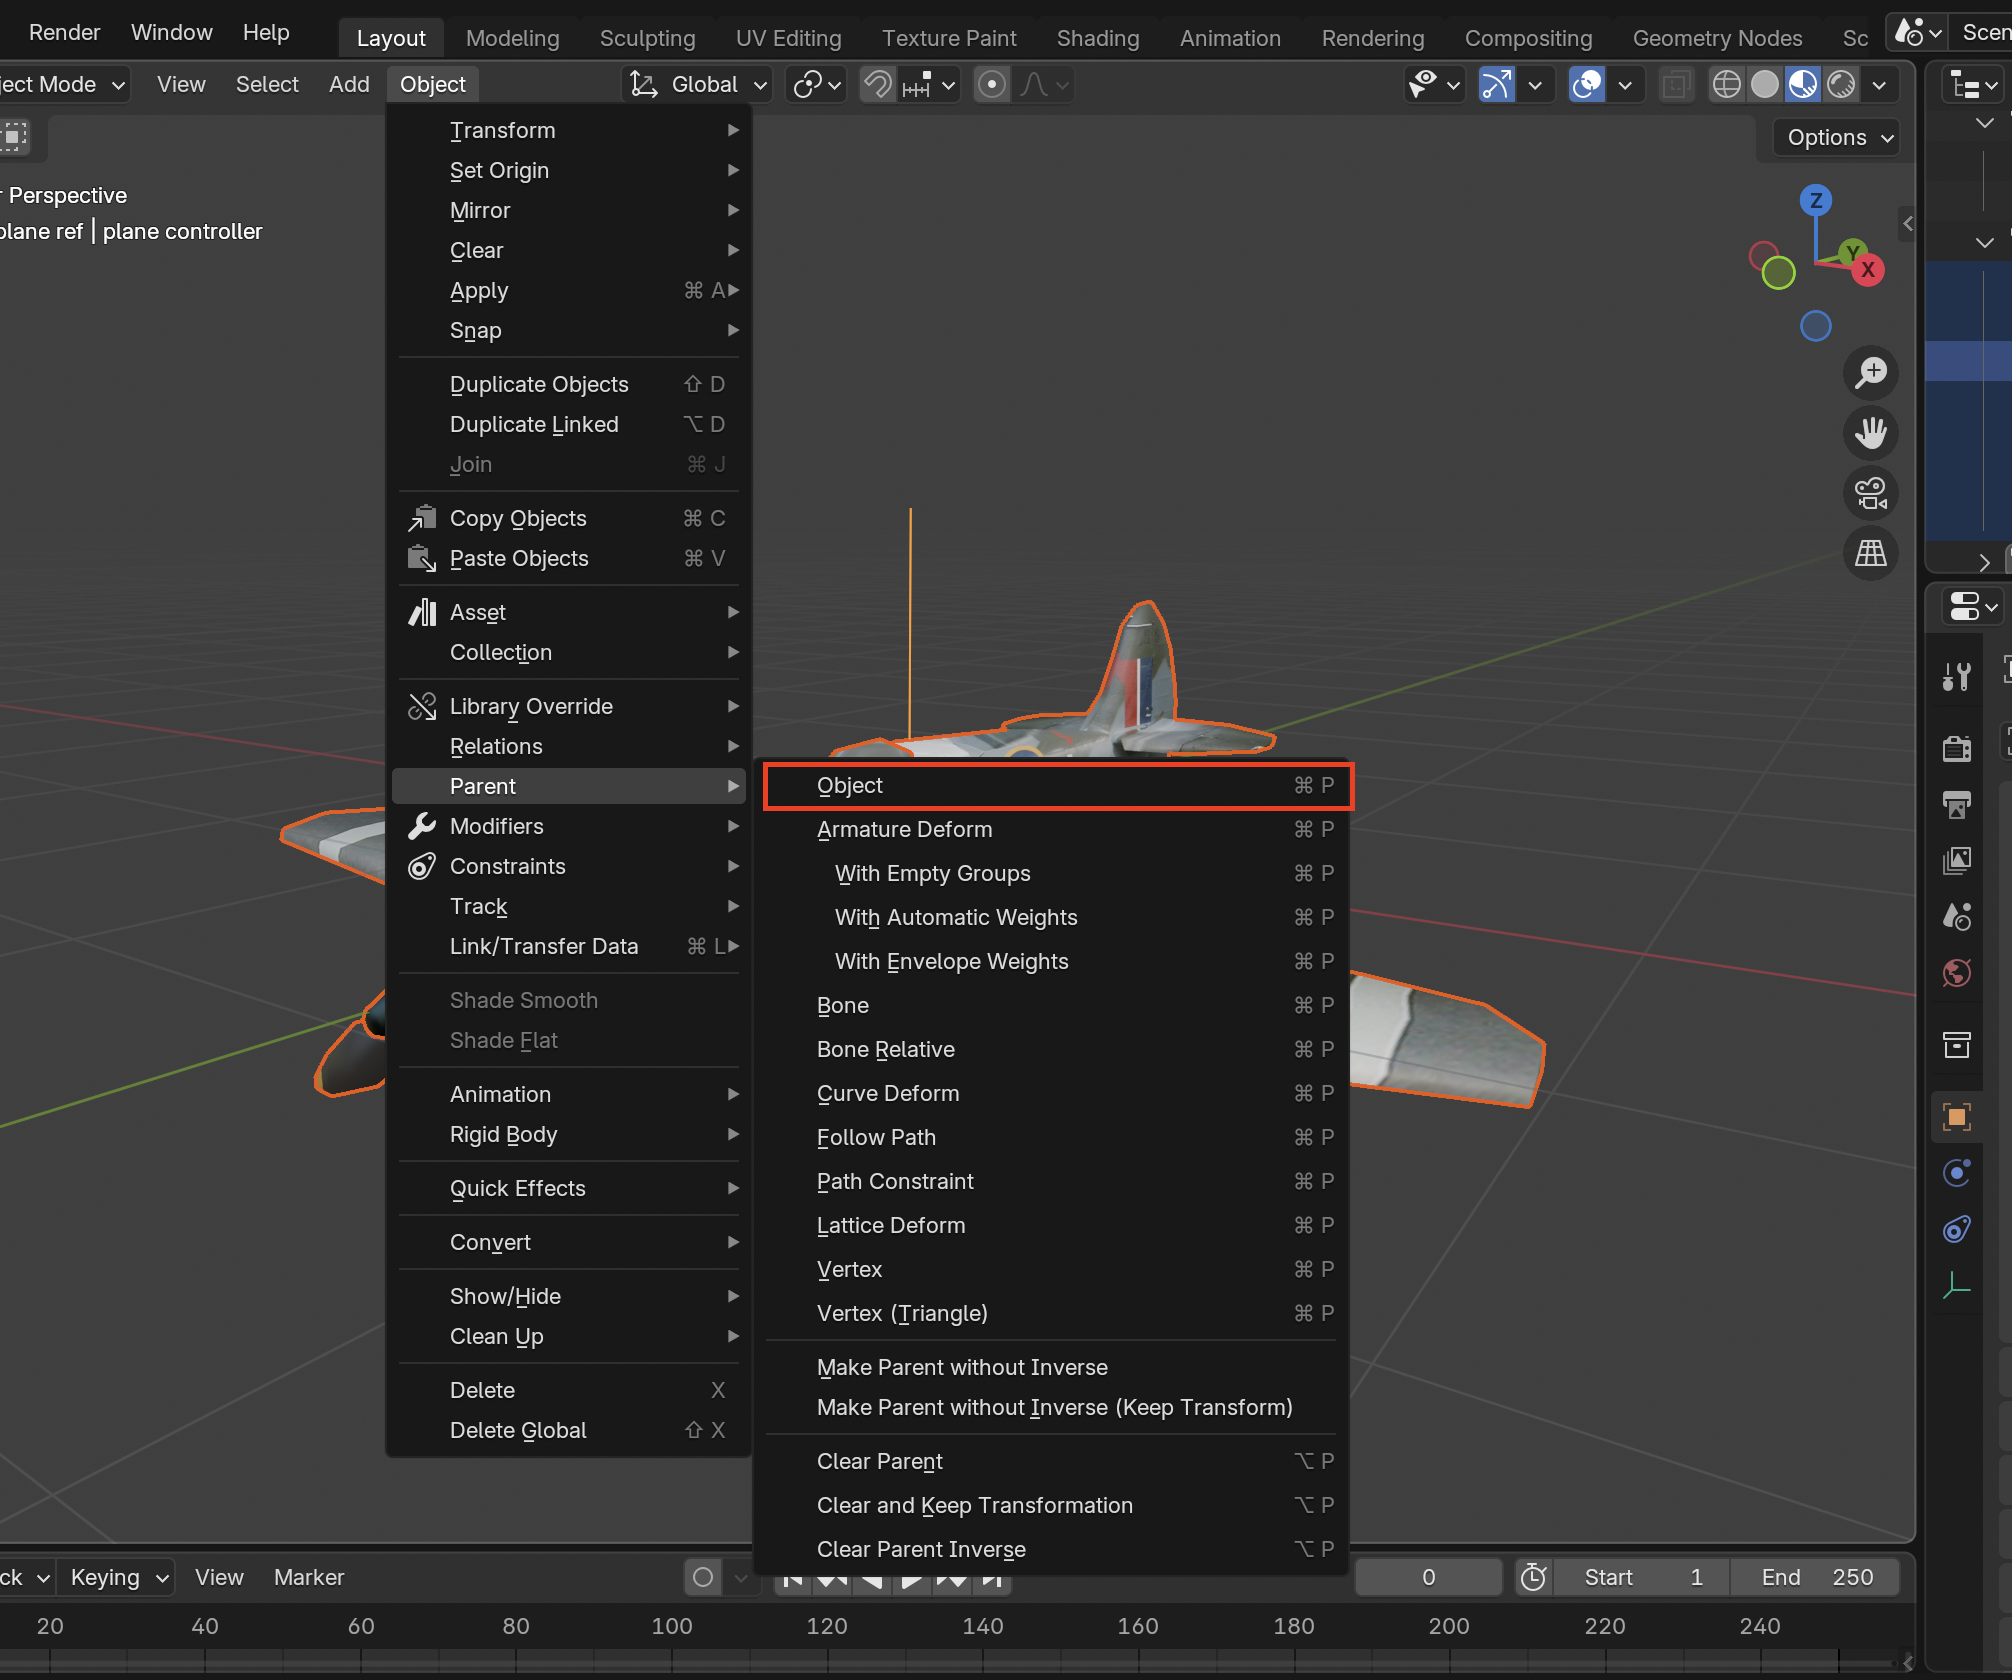 Render Window Help Layout Modeling Sculpting UV Editing Texture Paint Shading Animation Rendering Compositing Geometry Nodes Sc Scen
ject Mode View Select Add Object Global
Options
r Perspective
plane ref | plane controller
Z
Y
X
Transform
Set Origin
Mirror
Clear
Apply ⌘ A
Snap
Duplicate Objects ⇧ D
Duplicate Linked ⌥ D
Join ⌘ J
Copy Objects ⌘ C
Paste Objects ⌘ V
Asset
Collection
Library Override
Relations
Parent
Modifiers
Constraints
Track
Link/Transfer Data ⌘ L
Shade Smooth
Shade Flat
Animation
Rigid Body
Quick Effects
Convert
Show/Hide
Clean Up
Delete X
Delete Global ⇧ X
Object ⌘ P
Armature Deform ⌘ P
With Empty Groups ⌘ P
With Automatic Weights ⌘ P
With Envelope Weights ⌘ P
Bone ⌘ P
Bone Relative ⌘ P
Curve Deform ⌘ P
Follow Path ⌘ P
Path Constraint ⌘ P
Lattice Deform ⌘ P
Vertex ⌘ P
Vertex (Triangle) ⌘ P
Make Parent without Inverse
Make Parent without Inverse (Keep Transform)
Clear Parent ⌥ P
Clear and Keep Transformation ⌥ P
Clear Parent Inverse ⌥ P
ck Keying View Marker 0 Start 1 End 250
20 40 60 80 100 120 140 160 180 200 220 240